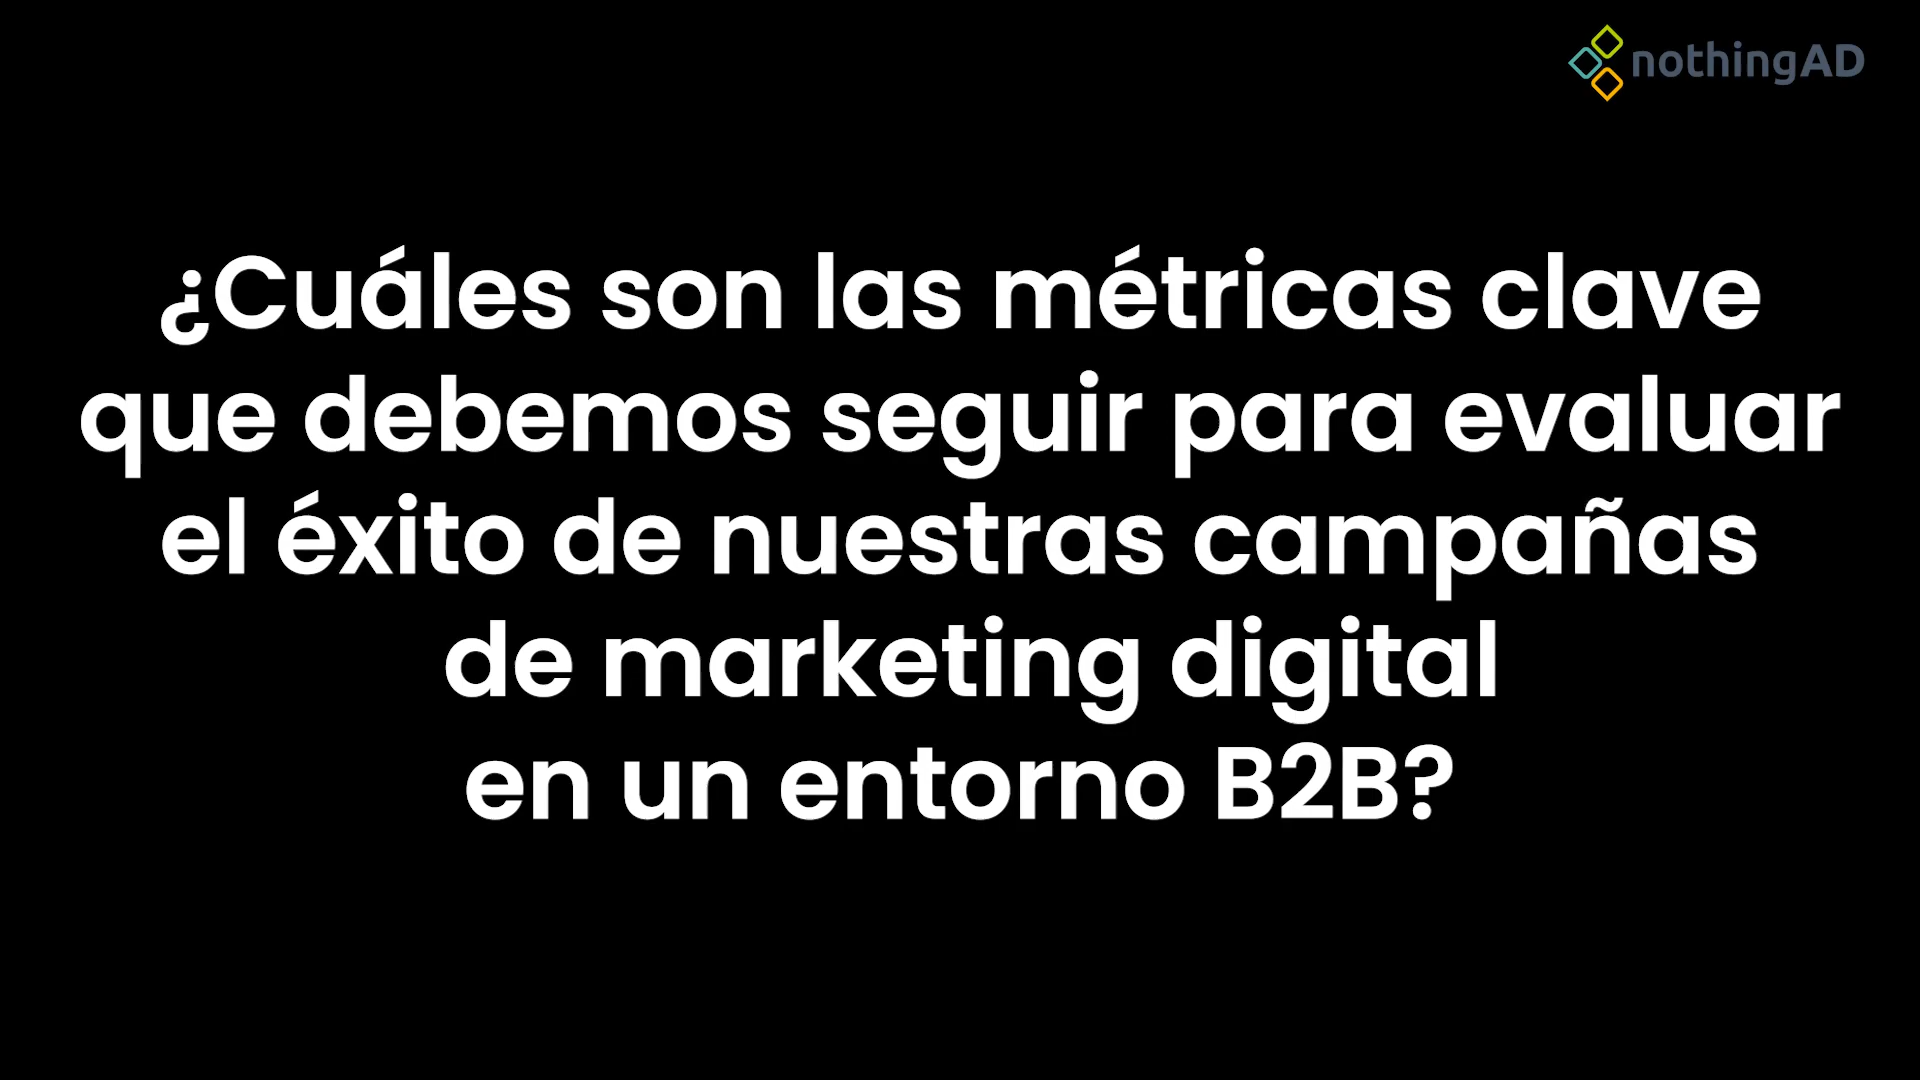 nothingAD
¿Cuáles son las métricas clave
que debemos seguir para evaluar
el éxito de nuestras campañas
de marketing digital
en un entorno B2B?